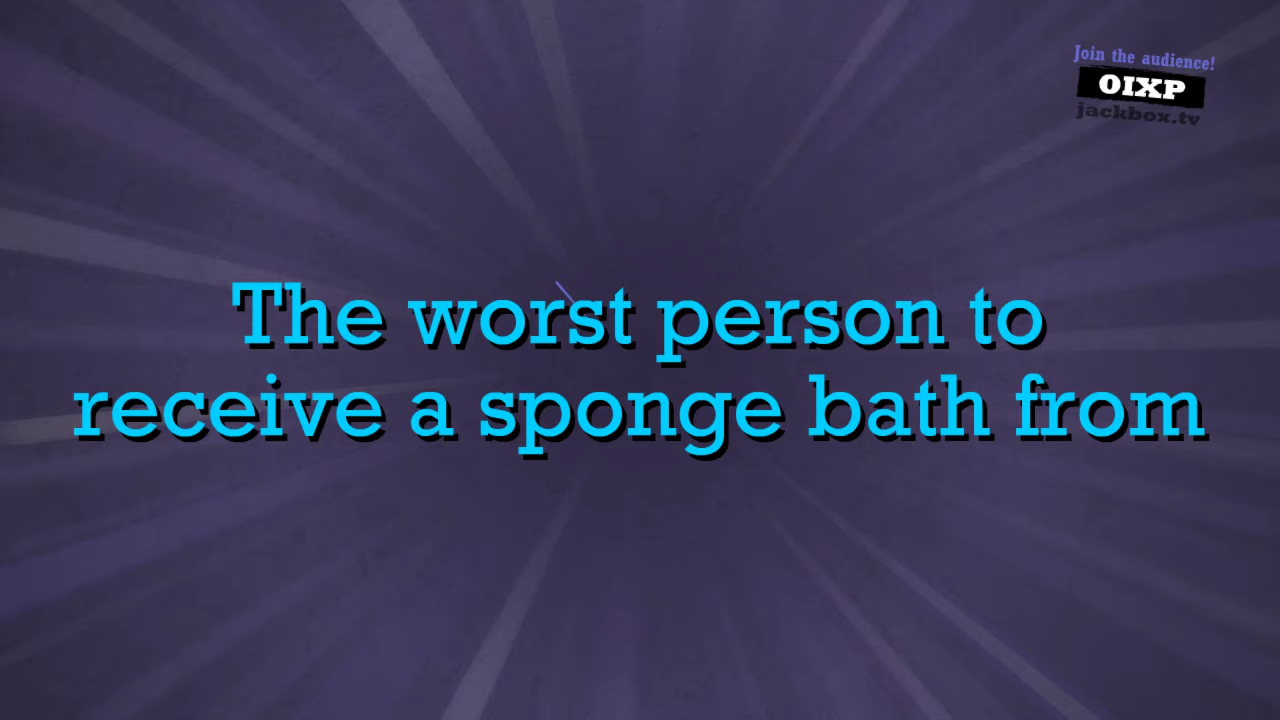 Join the audience!
OIXP
jackbox.tv
The worst person to
receive a sponge bath from